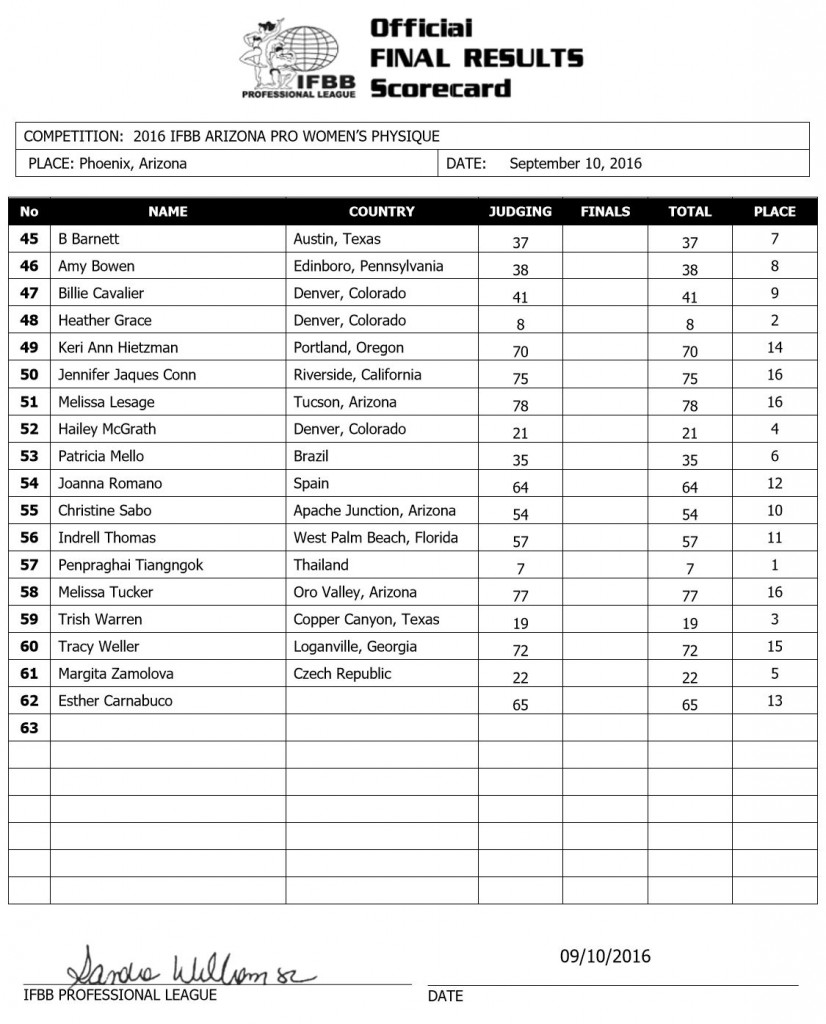 Official
FINAL RESULTS
Scorecard
IFBB
PROFESSIONAL LEAGUE
COMPETITION: 2016 IFBB ARIZONA PRO WOMEN'S PHYSIQUE
PLACE: Phoenix, Arizona DATE: September 10, 2016
No NAME COUNTRY JUDGING FINALS TOTAL PLACE
45 B Barnett Austin, Texas 37 37 7
46 Amy Bowen Edinboro, Pennsylvania 38 38 8
47 Billie Cavalier Denver, Colorado 41 41 9
48 Heather Grace Denver, Colorado 8 8 2
49 Keri Ann Hietzman Portland, Oregon 70 70 14
50 Jennifer Jaques Conn Riverside, California 75 75 16
51 Melissa Lesage Tucson, Arizona 78 78 16
52 Hailey McGrath Denver, Colorado 21 21 4
53 Patricia Mello Brazil 35 35 6
54 Joanna Romano Spain 64 64 12
55 Christine Sabo Apache Junction, Arizona 54 54 10
56 Indrell Thomas West Palm Beach, Florida 57 57 11
57 Penpraghai Tiangngok Thailand 7 7 1
58 Melissa Tucker Oro Valley, Arizona 77 77 16
59 Trish Warren Copper Canyon, Texas 19 19 3
60 Tracy Weller Loganville, Georgia 72 72 15
61 Margita Zamolova Czech Republic 22 22 5
62 Esther Carnabuco 65 65 13
63
09/10/2016
IFBB PROFESSIONAL LEAGUE DATE